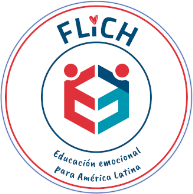 FLiCH
Educación emocional
para América Latina